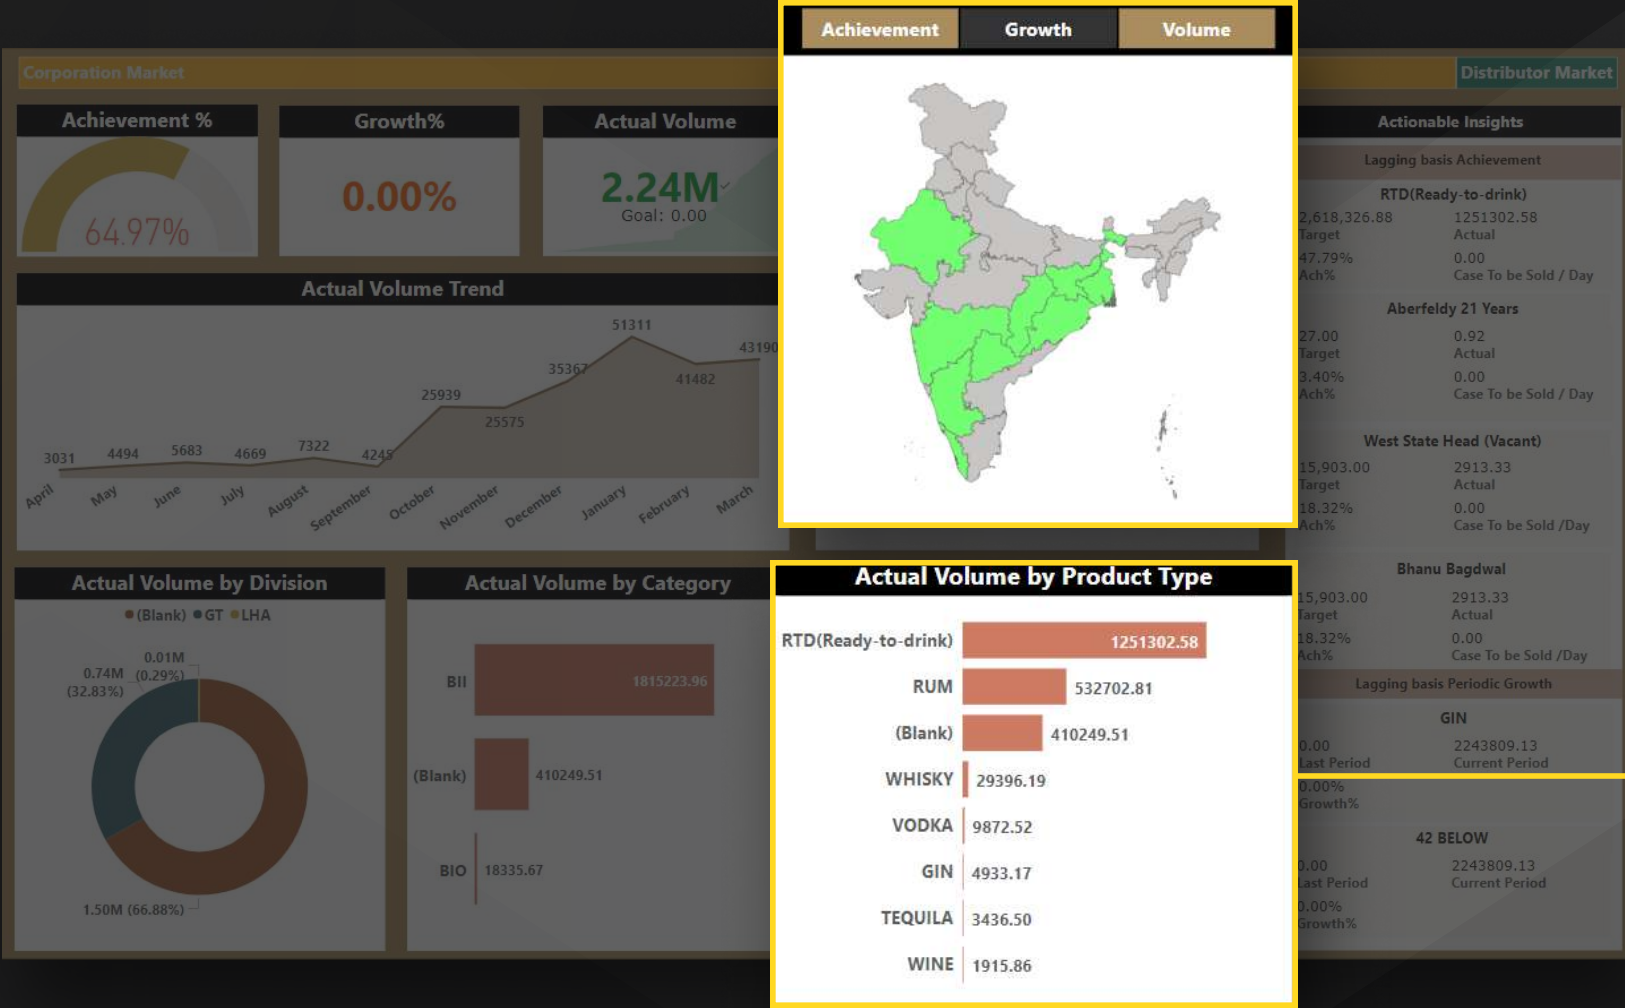 Achievement Growth Volume
Corporation Market
Distributor Market
Achievement %
64.97%
Growth%
0.00%
Actual Volume
2.24M
Goal: 0.00
Actual Volume Trend
3031 4494 5683 4669 7322 4245 25939 25575 35367 51311 41482 43190
April May June July August September October November December January February March
Actual Volume by Division
(Blank) GT LHA
0.01M
(0.29%)
0.74M
(32.83%)
1.50M (66.88%)
Actual Volume by Category
BII 1815223.96
(Blank) 410249.51
BIO 18335.67
Actual Volume by Product Type
RTD(Ready-to-drink) 1251302.58
RUM 532702.81
(Blank) 410249.51
WHISKY 29396.19
VODKA 9872.52
GIN 4933.17
TEQUILA 3436.50
WINE 1915.86
Actionable Insights
Lagging basis Achievement
RTD(Ready-to-drink)
2,618,326.88 1251302.58
Target Actual
47.79% 0.00
Ach% Case To be Sold / Day
Aberfeldy 21 Years
27.00 0.92
Target Actual
3.40% 0.00
Ach% Case To be Sold / Day
West State Head (Vacant)
15,903.00 2913.33
Target Actual
18.32% 0.00
Ach% Case To be Sold /Day
Bhanu Bagdwal
15,903.00 2913.33
Target Actual
18.32% 0.00
Ach% Case To be Sold /Day
Lagging basis Periodic Growth
GIN
0.00 2243809.13
Last Period Current Period
0.00%
Growth%
42 BELOW
0.00 2243809.13
Last Period Current Period
0.00%
Growth%